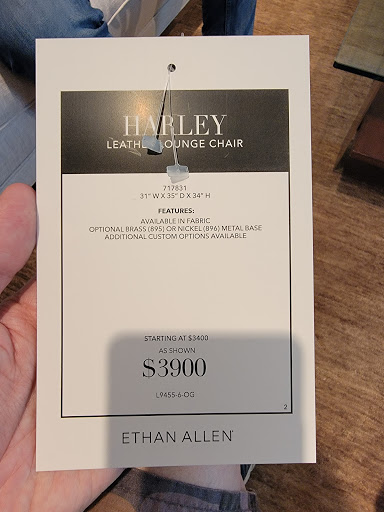 HARLEY
LEATHER LOUNGE CHAIR
717831
31" W X 35" D X 34" H
FEATURES:
AVAILABLE IN FABRIC
OPTIONAL BRASS (895) OR NICKEL (896) METAL BASE
ADDITIONAL CUSTOM OPTIONS AVAILABLE
STARTING AT $3400
AS SHOWN
$3900
L9455-6-OG
2
ETHAN ALLEN